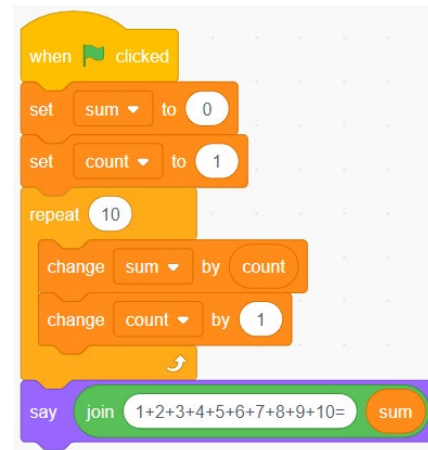 when clicked
set sum to 0
set count to 1
repeat 10
change sum by count
change count by 1
say join 1+2+3+4+5+6+7+8+9+10= sum